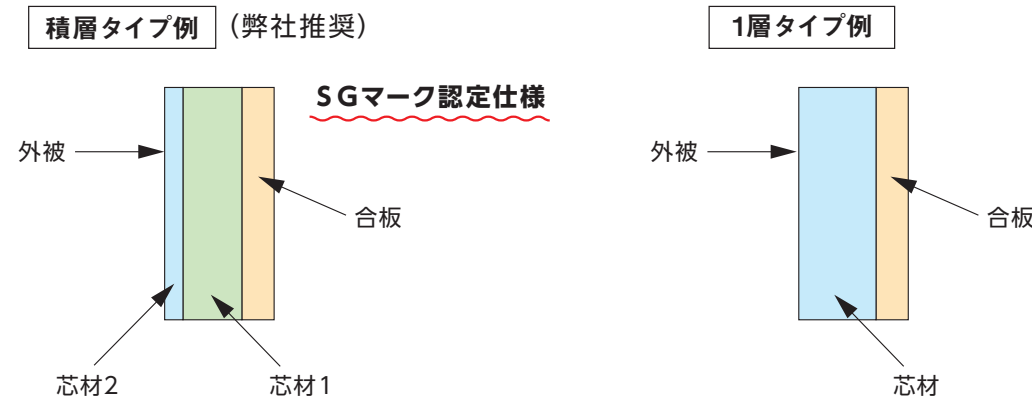 積層タイプ例 (弊社推奨)
SGマーク認定仕様
外被
合板
芯材2
芯材1
1層タイプ例
外被
合板
芯材